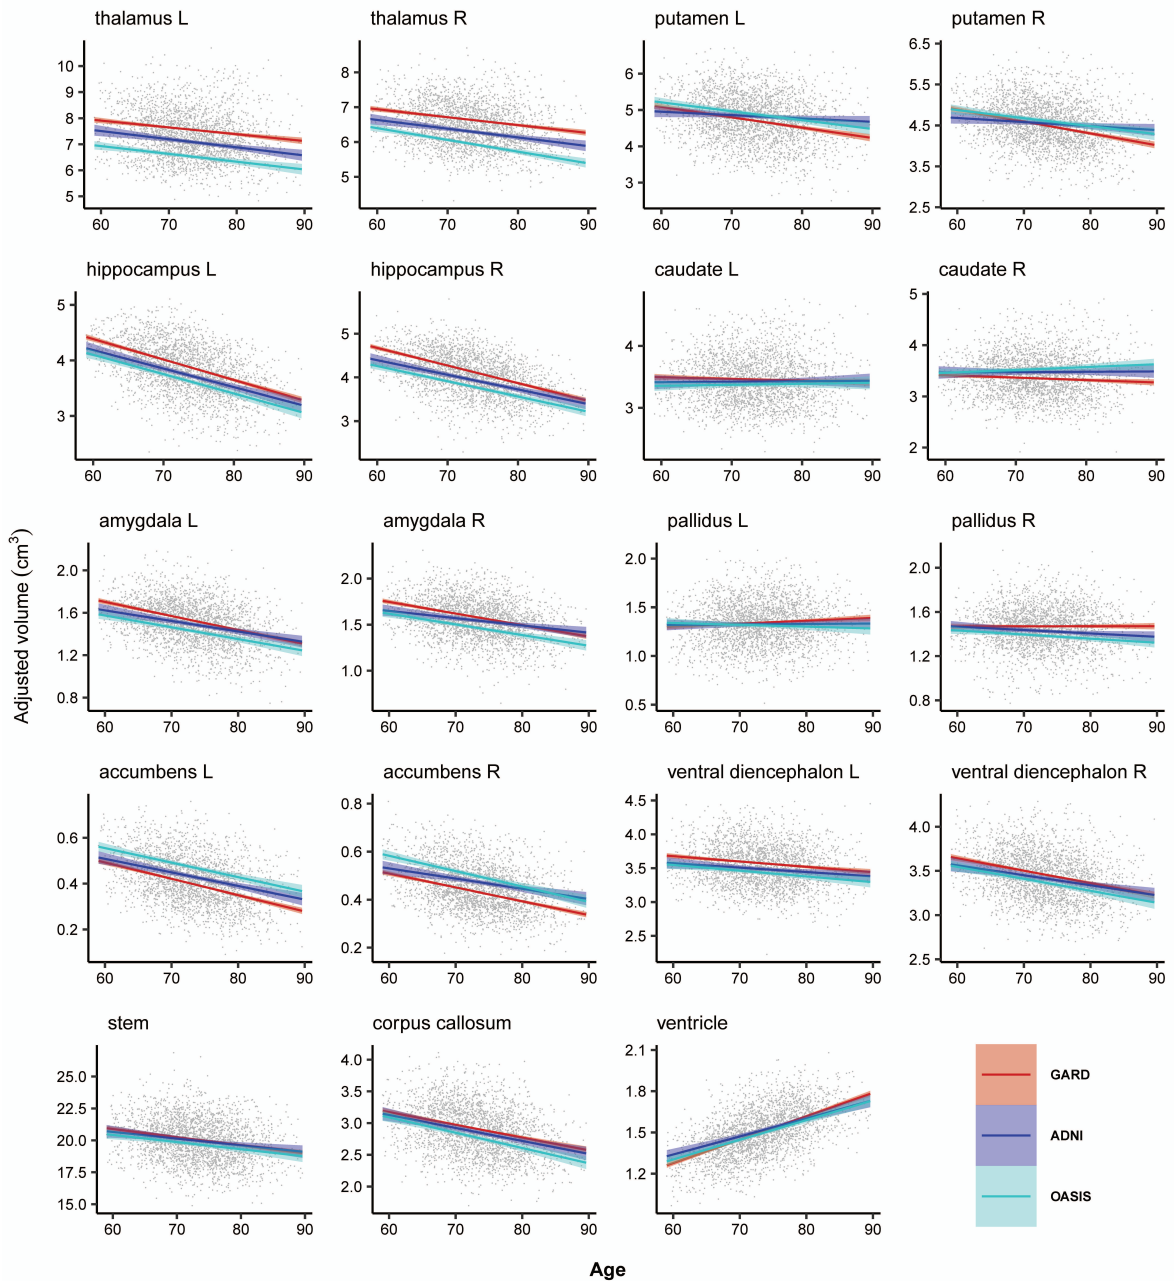 thalamus L
thalamus R
putamen L
putamen R
10
9
8
7
6
5
60 70 80 90
8
7
6
5
60 70 80 90
6
5
4
3
60 70 80 90
6.5
5.5
4.5
3.5
2.5
60 70 80 90
hippocampus L
hippocampus R
caudate L
caudate R
5
4
3
60 70 80 90
5
4
3
60 70 80 90
4
3
60 70 80 90
5
4
3
2
60 70 80 90
Adjusted volume (cm³)
amygdala L
amygdala R
pallidus L
pallidus R
2.0
1.6
1.2
0.8
60 70 80 90
2.0
1.5
1.0
60 70 80 90
2.0
1.5
1.0
0.5
60 70 80 90
2.0
1.6
1.2
0.8
60 70 80 90
accumbens L
accumbens R
ventral diencephalon L
ventral diencephalon R
0.6
0.4
0.2
60 70 80 90
0.8
0.6
0.4
0.2
60 70 80 90
4.5
4.0
3.5
3.0
2.5
60 70 80 90
4.0
3.5
3.0
2.5
60 70 80 90
stem
corpus callosum
ventricle
25.0
22.5
20.0
17.5
15.0
60 70 80 90
4.0
3.5
3.0
2.5
2.0
60 70 80 90
2.1
1.8
1.5
1.2
60 70 80 90
GARD
ADNI
OASIS
Age